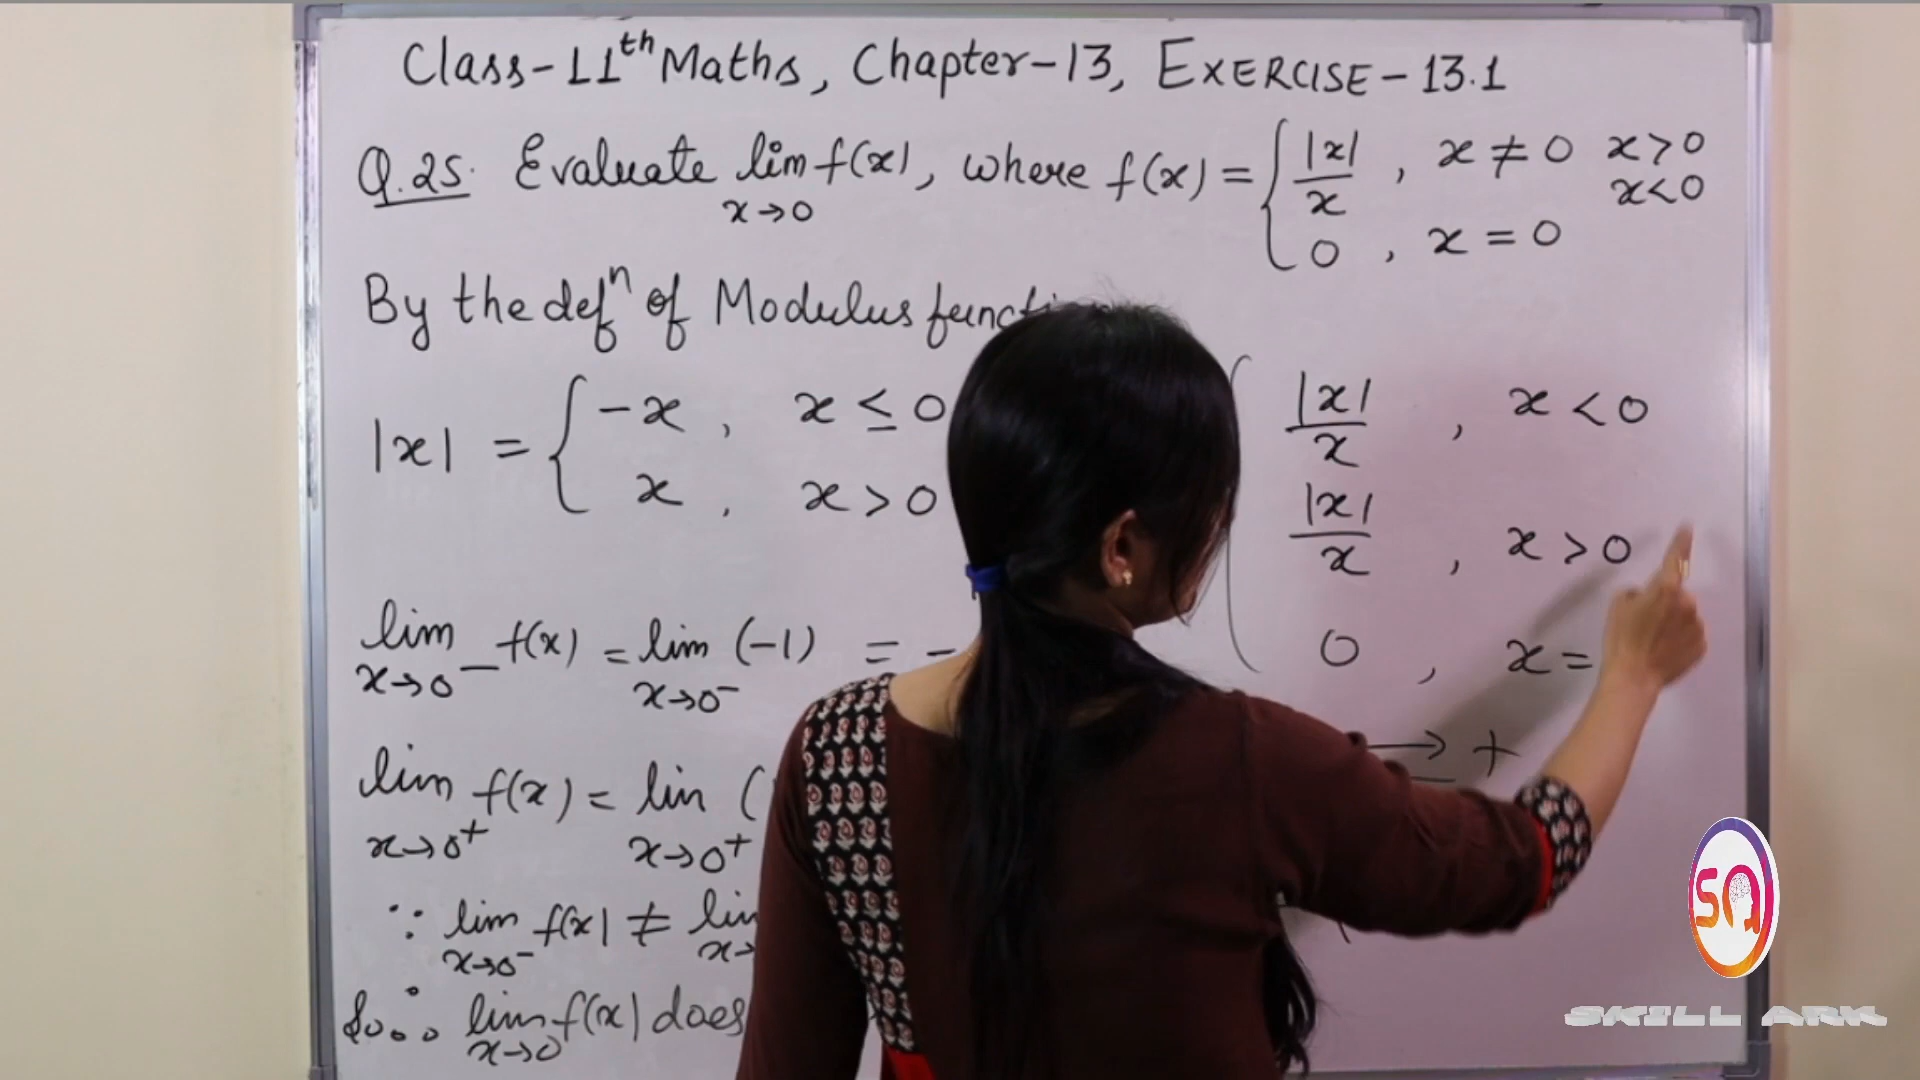 Class-11th Maths, Chapter-13, EXERCISE-13.1
Q.25. Evaluate lim f(x), where f(x) = { |x|/x , x ≠ 0 x>0
x→0 x<0
0 , x = 0
By the defn of Modulus
|x| = { -x , x ≤ 0
x , x > 0
|x|/x , x < 0
|x|/x , x > 0
0 , x =
lim f(x) = lim (-1) = -
x→0⁻ x→0⁻
→ +
lim f(x) = lim (
x→0⁺ x→0⁺
∵ lim f(x) ≠ lim
x→0⁻ x→
So ∴ lim f(x) does
x→0
SA
SKILL ARK